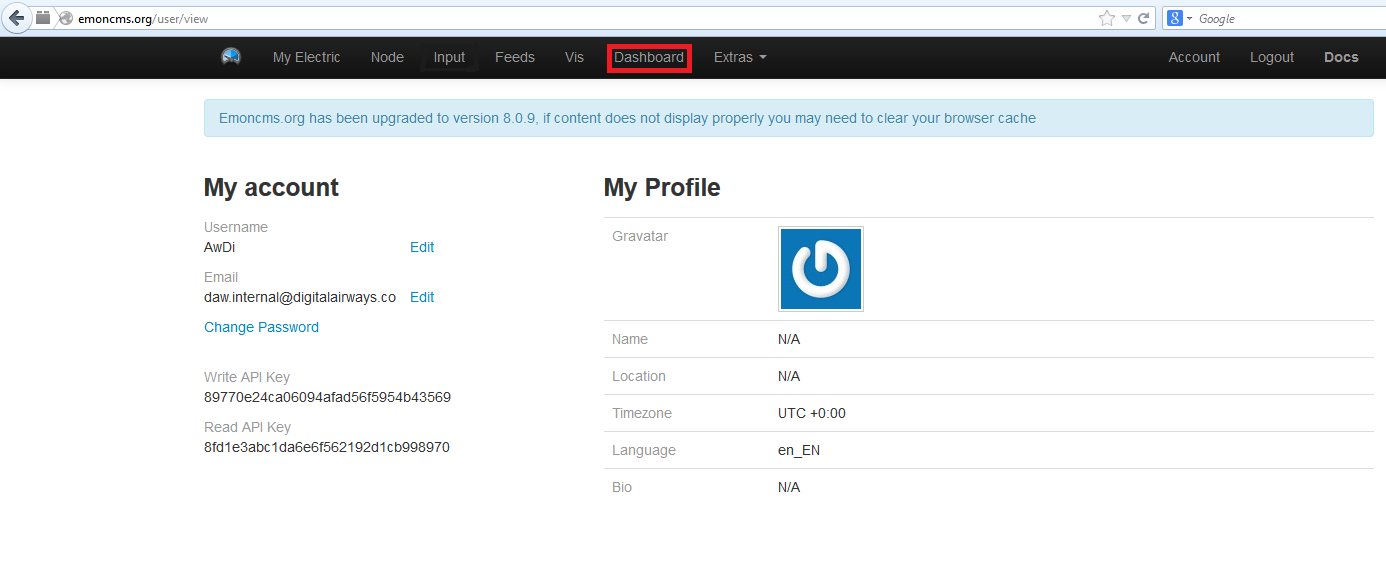 emoncms.org/user/view
Google
My Electric Node Input Feeds Vis Dashboard Extras Account Logout Docs
Emoncms.org has been upgraded to version 8.0.9, if content does not display properly you may need to clear your browser cache
My account
Username
AwDi Edit
Email
daw.internal@digitalairways.co Edit
Change Password
Write API Key
89770e24ca06094afad56f5954b43569
Read API Key
8fd1e3abc1da6e6f562192d1cb998970
My Profile
Gravatar
Name N/A
Location N/A
Timezone UTC +0:00
Language en_EN
Bio N/A